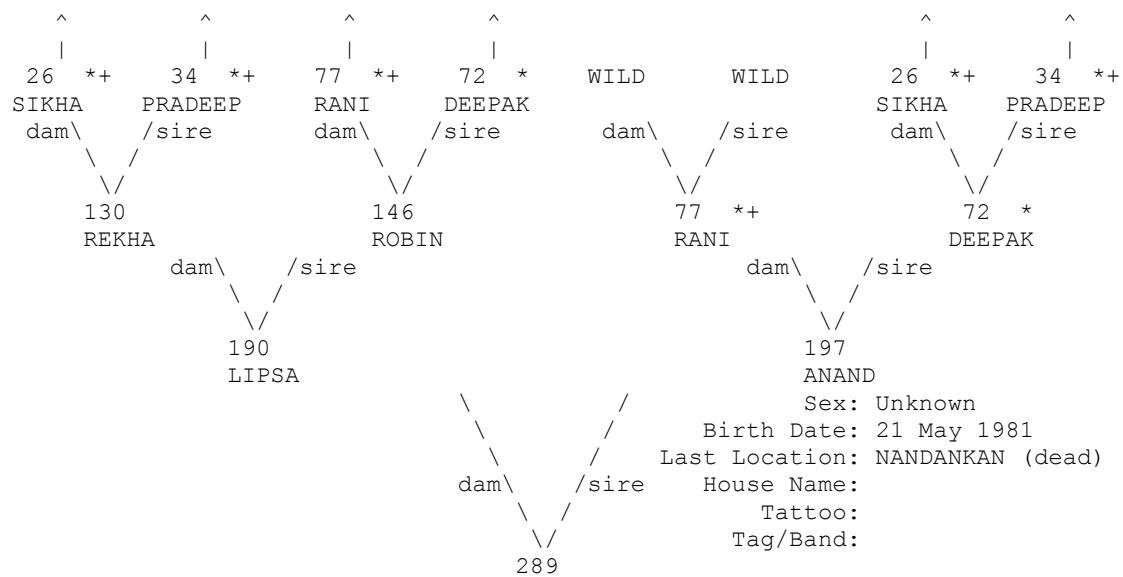 ^ ^ ^ ^ ^ ^
| | | | | |
26 *+ 34 *+ 77 *+ 72 * WILD WILD 26 *+ 34 *+
SIKHA PRADEEP RANI DEEPAK SIKHA PRADEEP
dam\ /sire dam\ /sire dam\ /sire dam\ /sire
\ / \ / \ / \ /
\/ \/ \/ \/
130 146 77 *+ 72 *
REKHA ROBIN RANI DEEPAK
dam\ /sire dam\ /sire
\ / \ /
\/ \/
190 197
LIPSA ANAND
\ / Sex: Unknown
\ / Birth Date: 21 May 1981
\ / Last Location: NANDANKAN (dead)
dam\ /sire House Name:
\ / Tattoo:
\/ Tag/Band:
289